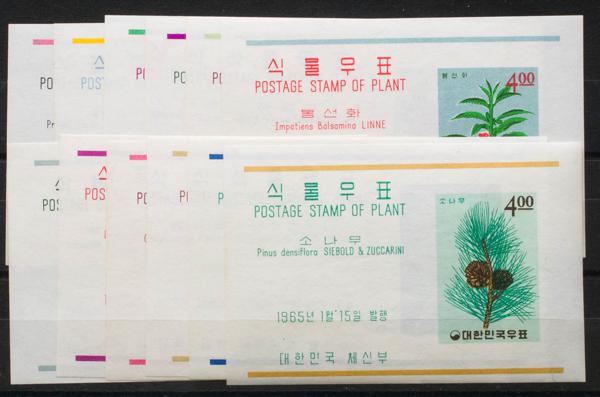 식물우표
POSTAGE STAMP OF PLANT
봉선화
Impatiens Balsamina LINNE
봉선화
4.00
식물우표
POSTAGE STAMP OF PLANT
소나무
Pinus densiflora SIEBOLD & ZUCCARINI
1965년 1월 15일 발행
대한민국 체신부
소나무
4.00
대한민국우표